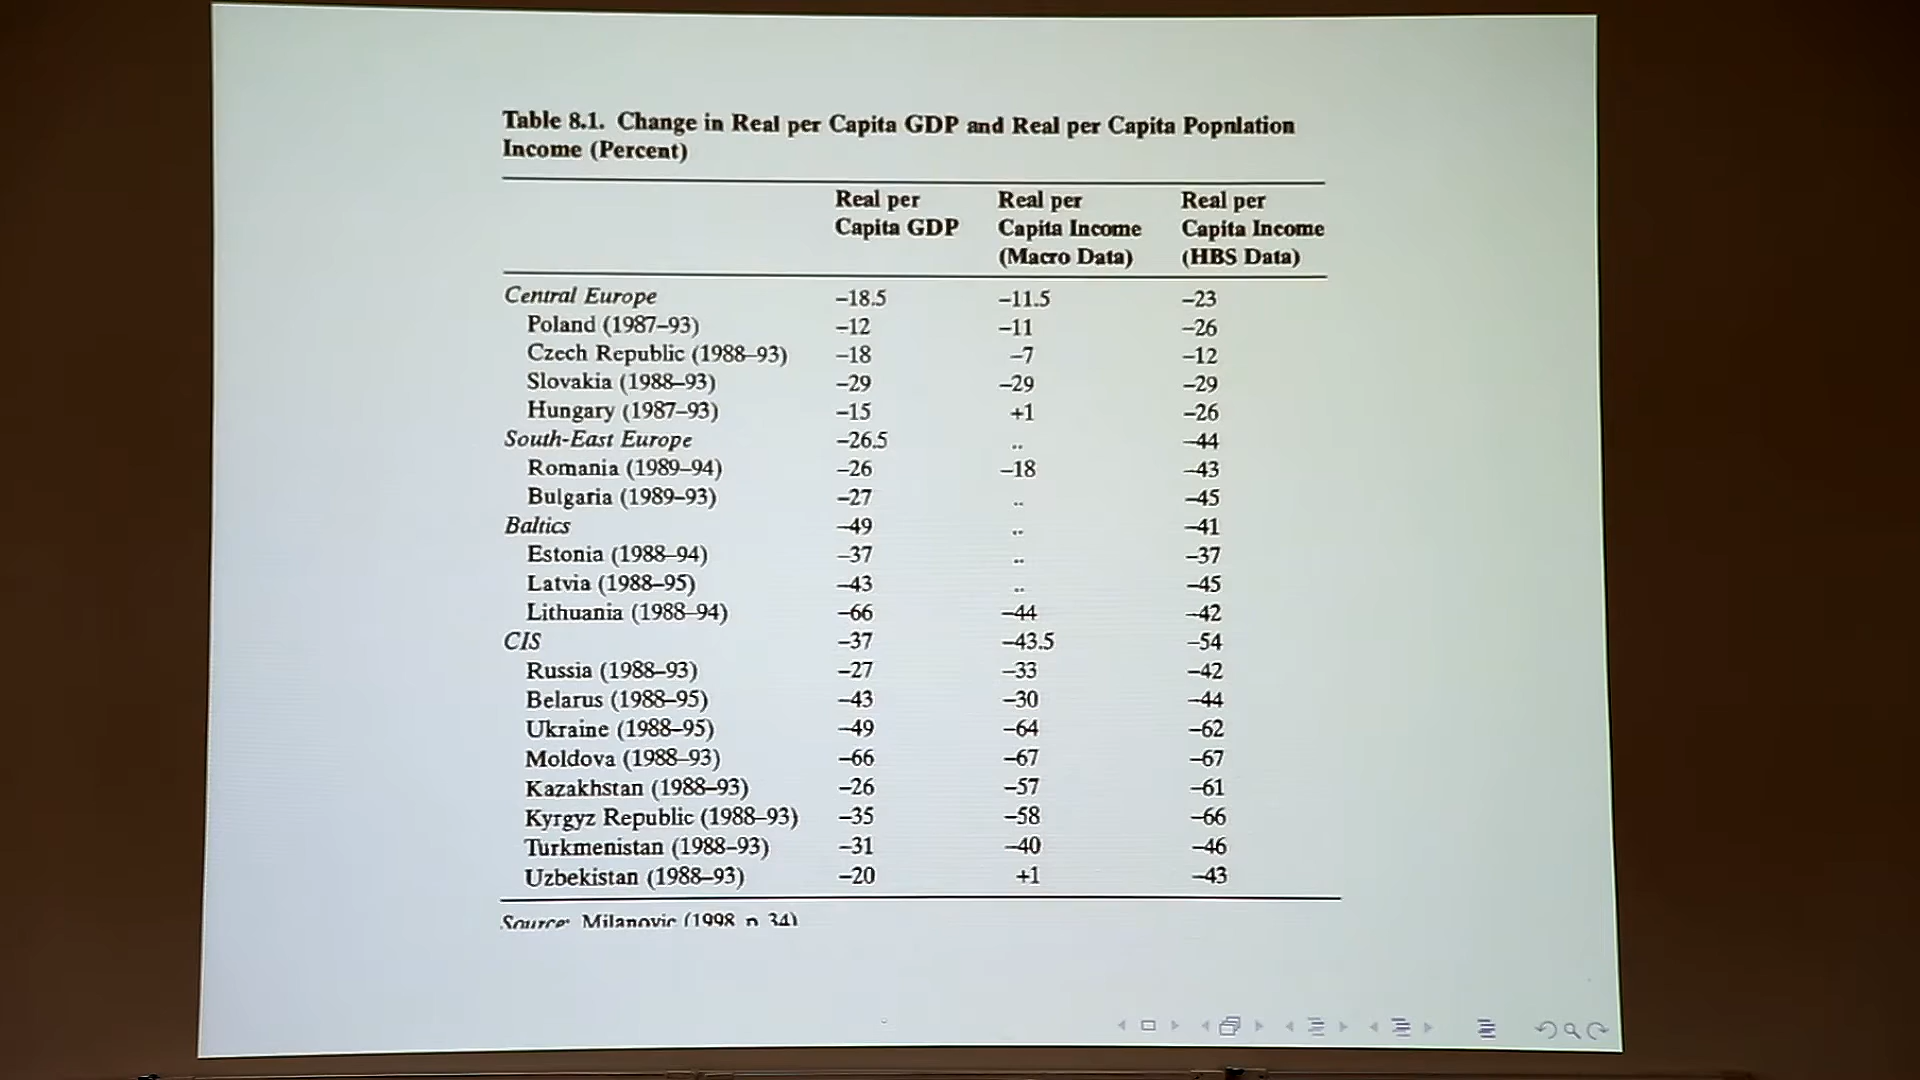 Table 8.1. Change in Real per Capita GDP and Real per Capita Popnlation
Income (Percent)
Real per Capita GDP
Real per Capita Income (Macro Data)
Real per Capita Income (HBS Data)
Central Europe –18.5 –11.5 –23
Poland (1987–93) –12 –11 –26
Czech Republic (1988–93) –18 –7 –12
Slovakia (1988–93) –29 –29 –29
Hungary (1987–93) –15 +1 –26
South-East Europe –26.5 .. –44
Romania (1989–94) –26 –18 –43
Bulgaria (1989–93) –27 .. –45
Baltics –49 .. –41
Estonia (1988–94) –37 .. –37
Latvia (1988–95) –43 .. –45
Lithuania (1988–94) –66 –44 –42
CIS –37 –43.5 –54
Russia (1988–93) –27 –33 –42
Belarus (1988–95) –43 –30 –44
Ukraine (1988–95) –49 –64 –62
Moldova (1988–93) –66 –67 –67
Kazakhstan (1988–93) –26 –57 –61
Kyrgyz Republic (1988–93) –35 –58 –66
Turkmenistan (1988–93) –31 –40 –46
Uzbekistan (1988–93) –20 +1 –43
Source: Milanovic (1998, p. 34)